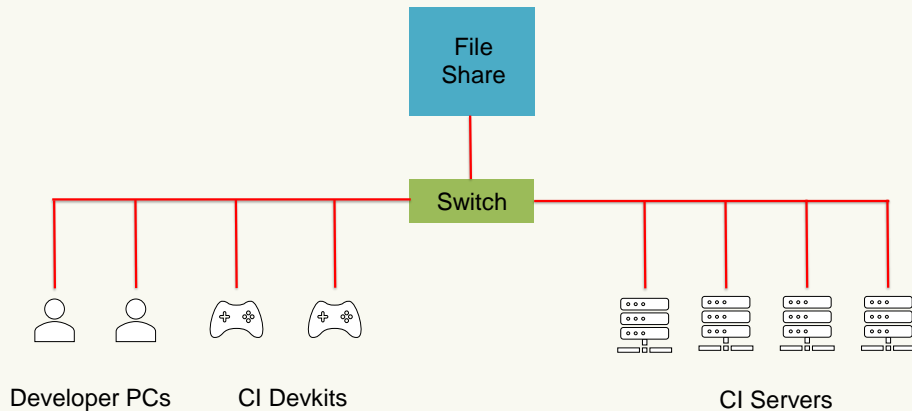 File
Share
Switch
Developer PCs
CI Devkits
CI Servers